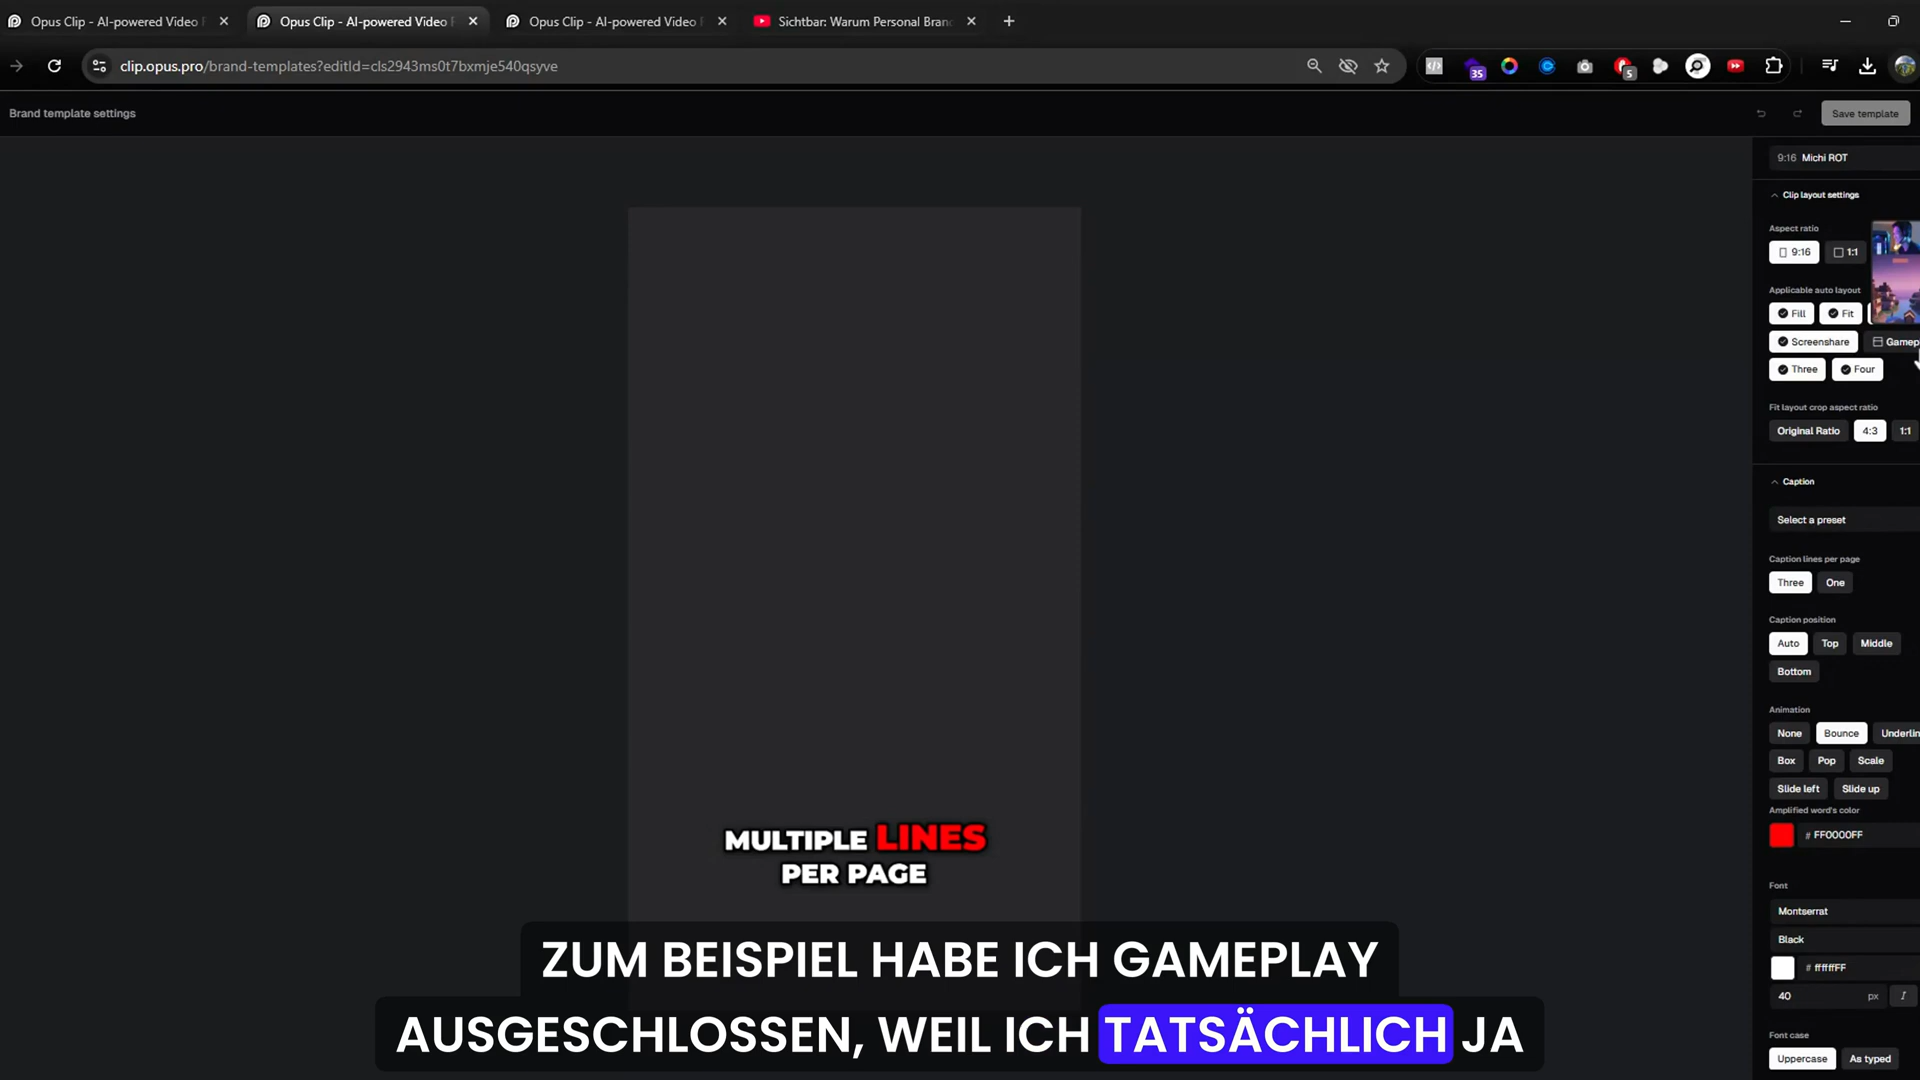 Opus Clip - AI-powered Video
Opus Clip - AI-powered Video
Opus Clip - AI-powered Video
Sichtbar: Warum Personal Bran
clip.opus.pro/brand-templates?editId=cls2943ms0t7bxmje540qsyve
35
5
Brand template settings
Save template
9:16 Michi ROT
Clip layout settings
Aspect ratio
9:16 1:1
Applicable auto layout
Fill Fit
Screenshare Gamep
Three Four
Fit layout crop aspect ratio
Original Ratio 4:3 1:1
Caption
Select a preset
Caption lines per page
Three One
Caption position
Auto Top Middle
Bottom
Animation
None Bounce Underlin
Box Pop Scale
Slide left Slide up
Amplified word's color
# FF0000FF
Font
Montserrat
Black
# ffffffFF
40 px I
Font case
Uppercase As typed
MULTIPLE LINES
PER PAGE
ZUM BEISPIEL HABE ICH GAMEPLAY
AUSGESCHLOSSEN, WEIL ICH TATSÄCHLICH JA